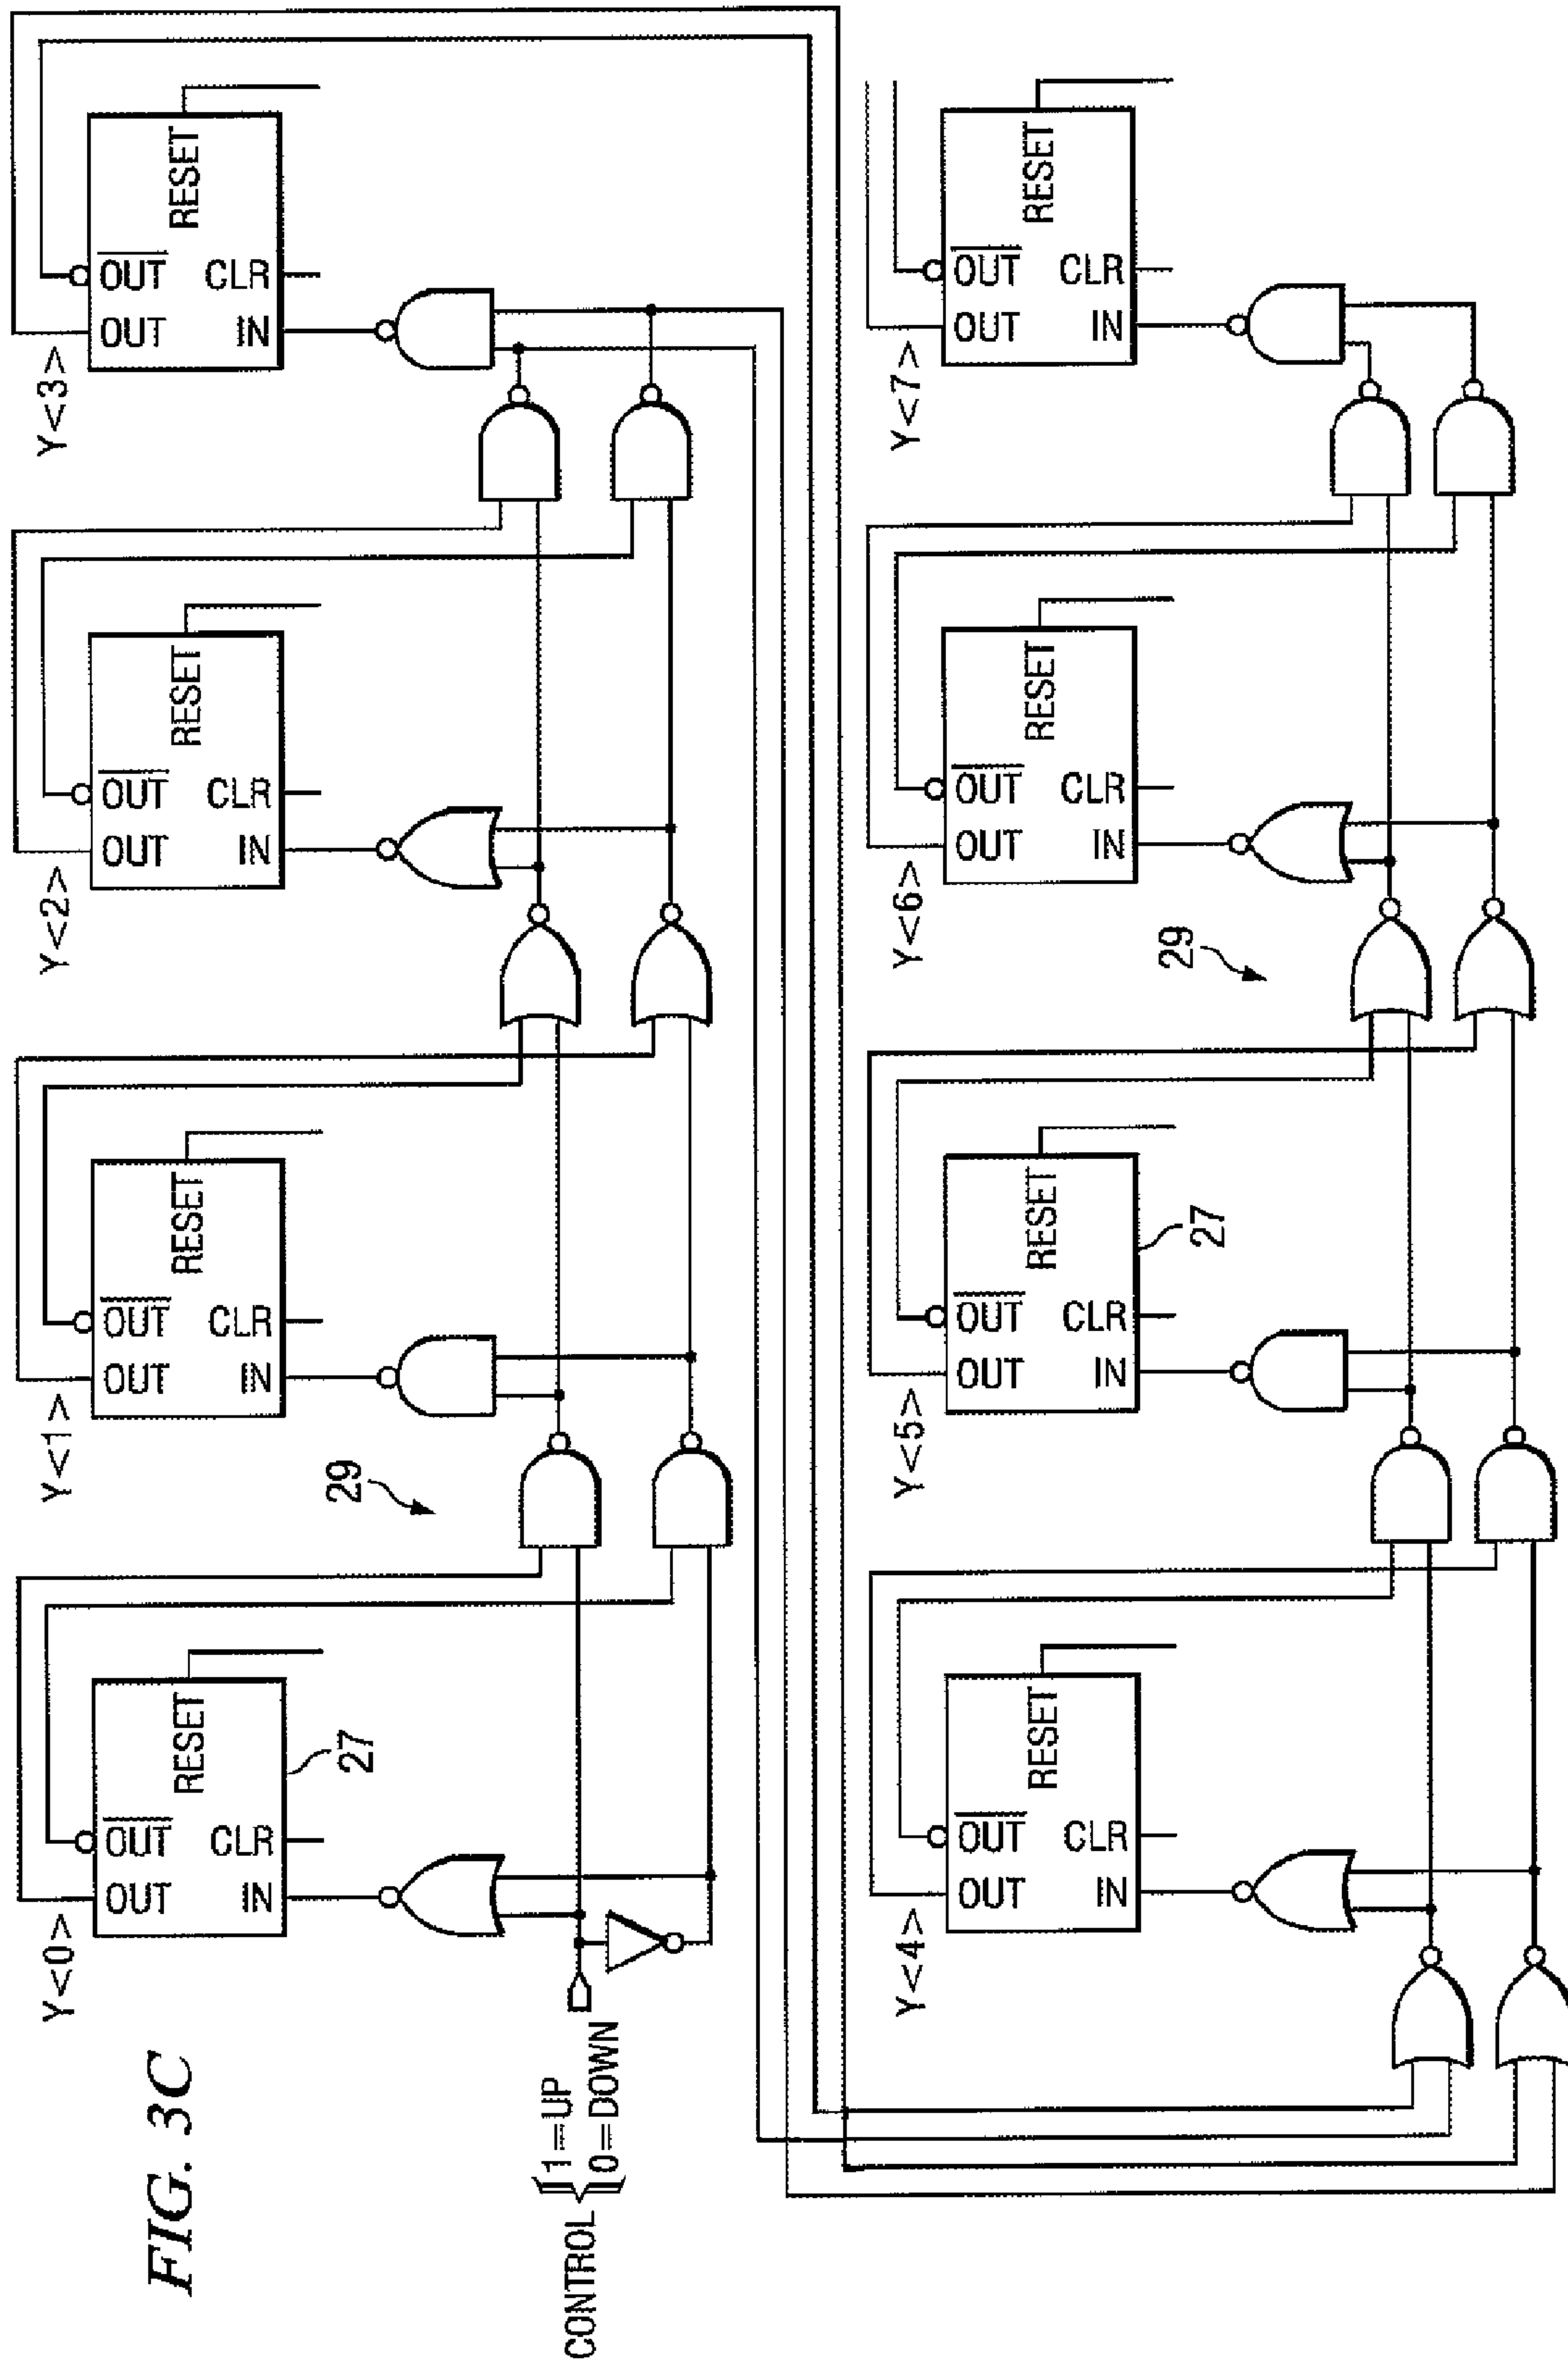 FIG. 3C
CONTROL { 1=UP
0=DOWN }
Y<0>
OUT
OUT
RESET
IN
CLR
27
29
Y<1>
OUT
OUT
RESET
IN
CLR
Y<2>
OUT
OUT
RESET
IN
CLR
Y<3>
OUT
OUT
RESET
IN
CLR
Y<4>
OUT
OUT
RESET
IN
CLR
Y<5>
OUT
OUT
RESET
IN
CLR
27
29
Y<6>
OUT
OUT
RESET
IN
CLR
Y<7>
OUT
OUT
RESET
IN
CLR